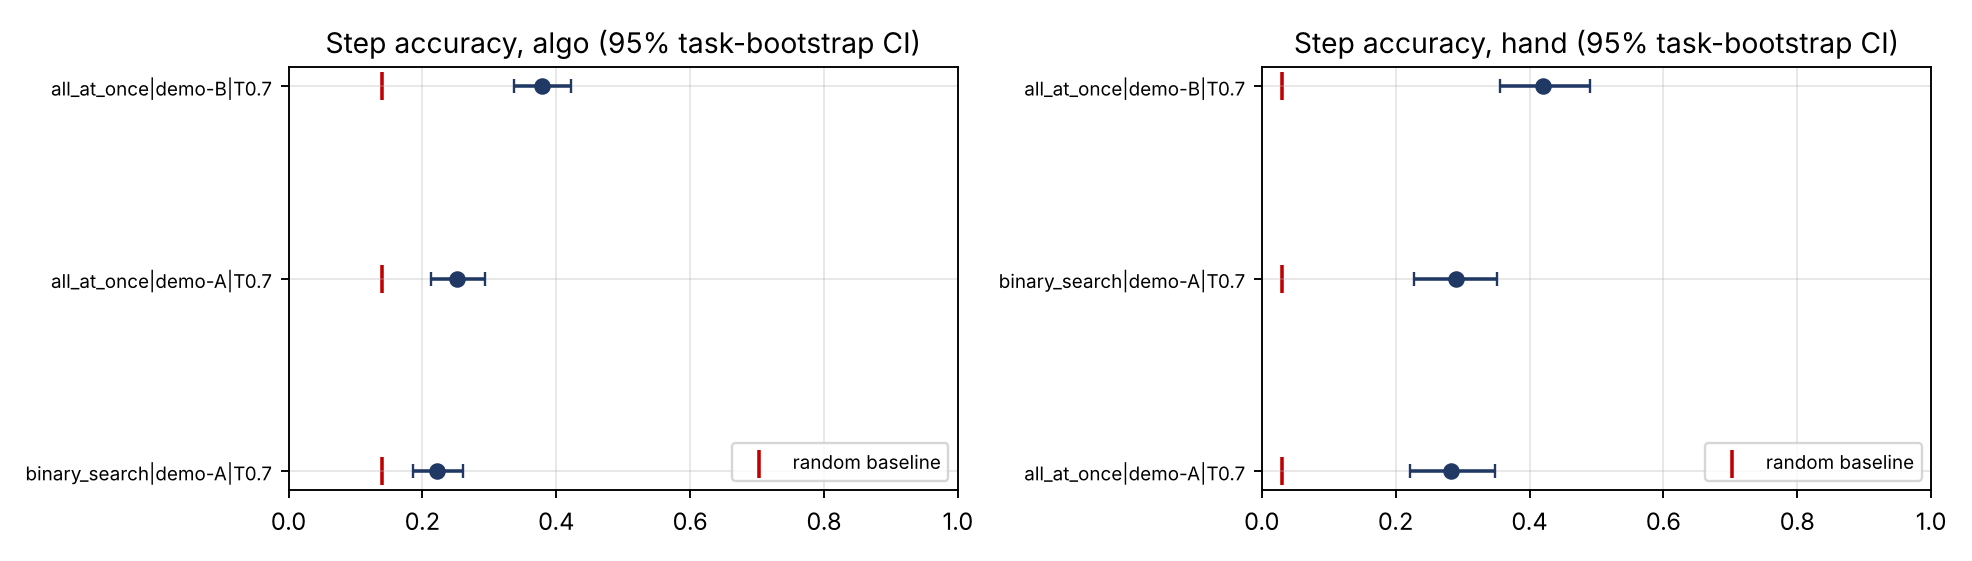 Step accuracy, algo (95% task-bootstrap CI)
all_at_once|demo-B|T0.7
all_at_once|demo-A|T0.7
binary_search|demo-A|T0.7
random baseline
0.0 0.2 0.4 0.6 0.8 1.0
Step accuracy, hand (95% task-bootstrap CI)
all_at_once|demo-B|T0.7
binary_search|demo-A|T0.7
all_at_once|demo-A|T0.7
random baseline
0.0 0.2 0.4 0.6 0.8 1.0